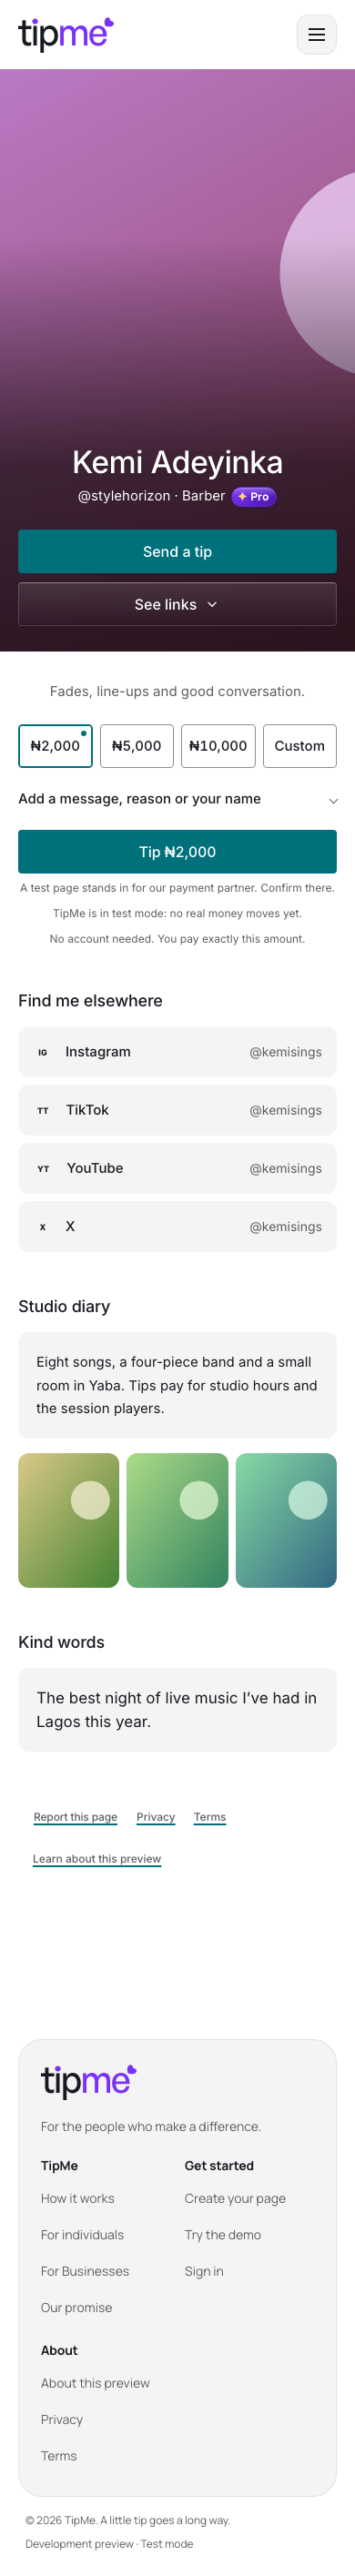 tipme
Kemi Adeyinka
@stylehorizon · Barber ✦ Pro
Send a tip
See links
Fades, line-ups and good conversation.
₦2,000 ₦5,000 ₦10,000 Custom
Add a message, reason or your name
Tip ₦2,000
A test page stands in for our payment partner. Confirm there.
TipMe is in test mode: no real money moves yet.
No account needed. You pay exactly this amount.
Find me elsewhere
IG Instagram @kemisings
TT TikTok @kemisings
YT YouTube @kemisings
X X @kemisings
Studio diary
Eight songs, a four-piece band and a small
room in Yaba. Tips pay for studio hours and
the session players.
Kind words
The best night of live music I’ve had in
Lagos this year.
Report this page Privacy Terms
Learn about this preview
tipme
For the people who make a difference.
TipMe Get started
How it works Create your page
For individuals Try the demo
For Businesses Sign in
Our promise
About
About this preview
Privacy
Terms
© 2026 TipMe. A little tip goes a long way.
Development preview · Test mode